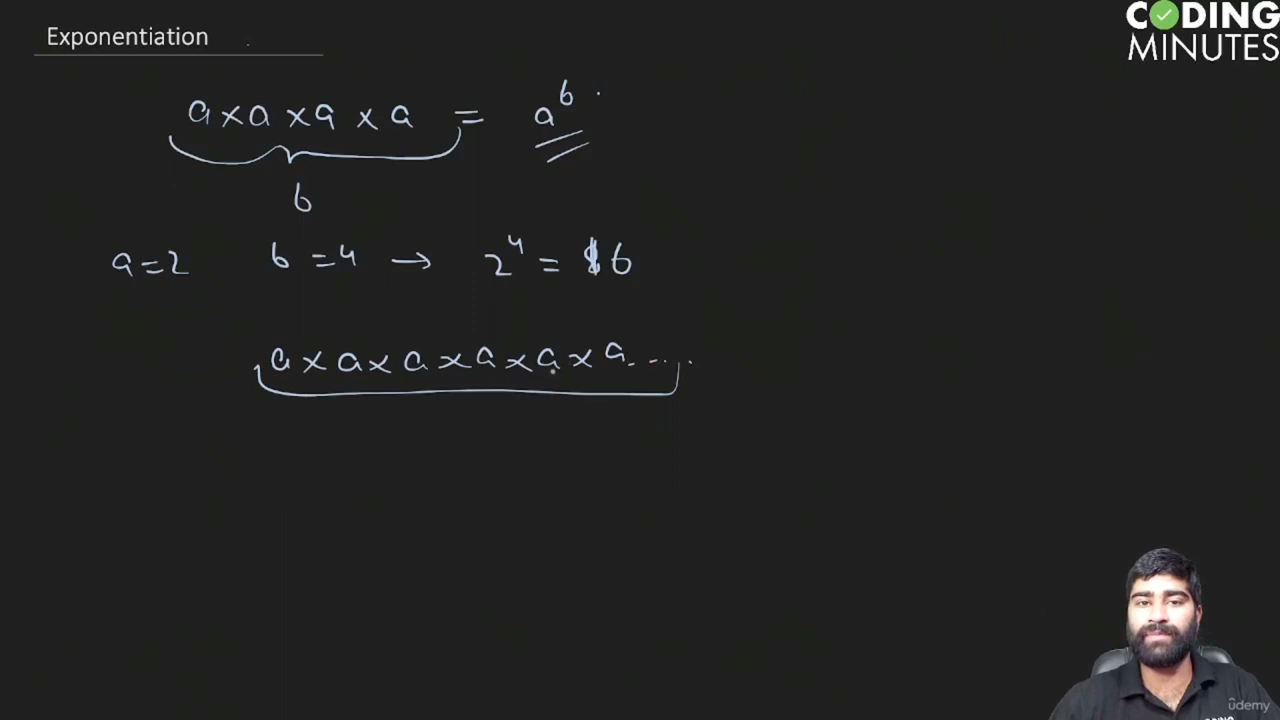 Exponentiation
CODING
MINUTES
a × a × a × a = a^b
b
a = 2 b = 4 → 2^4 = 16
a × a × a × a × a × a .....
udemy